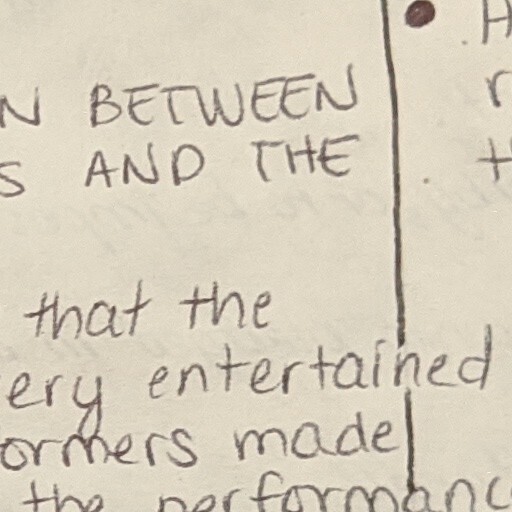 N BETWEEN
S AND THE
that the
ery entertained
ormers made
the performanc
H
r
t